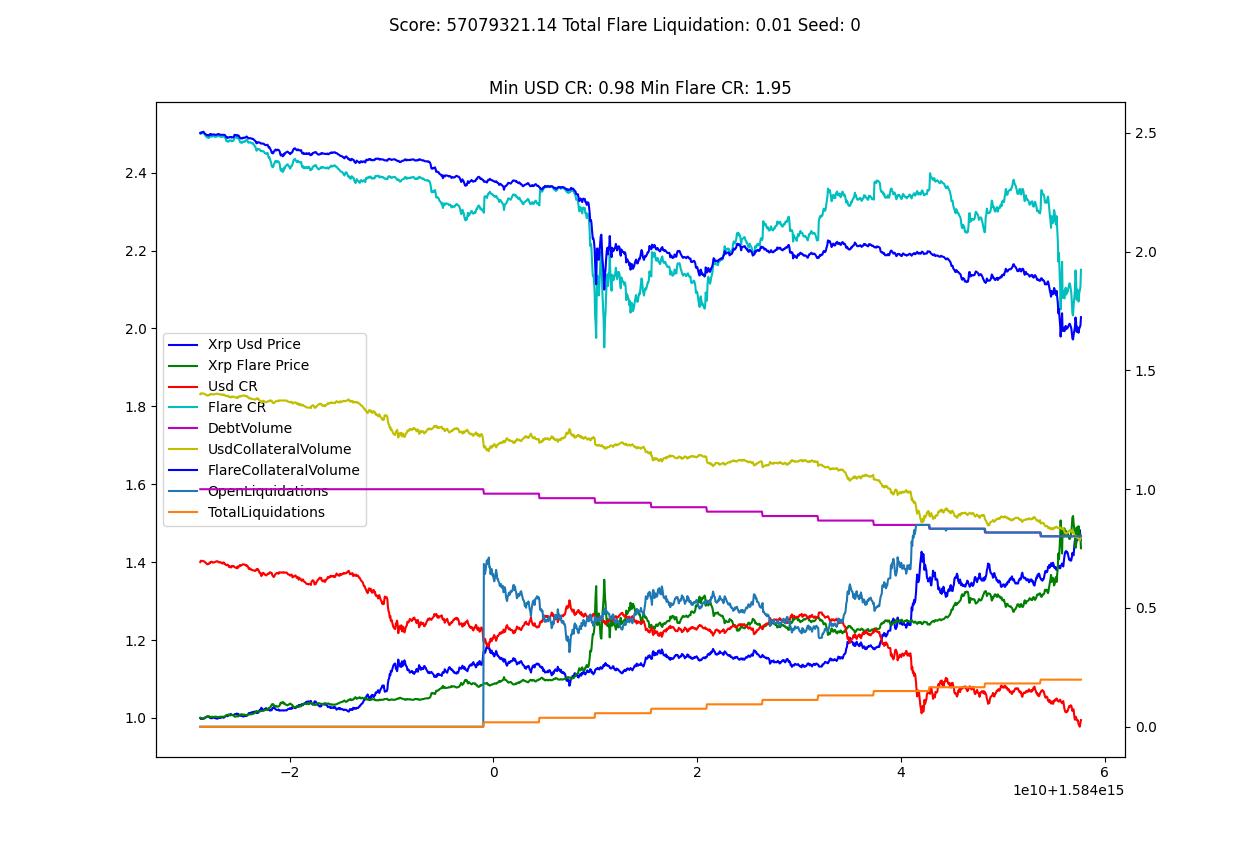 Score: 57079321.14 Total Flare Liquidation: 0.01 Seed: 0
Min USD CR: 0.98 Min Flare CR: 1.95
2.4
2.2
2.0
1.8
1.6
1.4
1.2
1.0
Xrp Usd Price
Xrp Flare Price
Usd CR
Flare CR
DebtVolume
UsdCollateralVolume
FlareCollateralVolume
OpenLiquidations
TotalLiquidations
2.5
2.0
1.5
1.0
0.5
0.0
−2 0 2 4 6
1e10+1.584e15